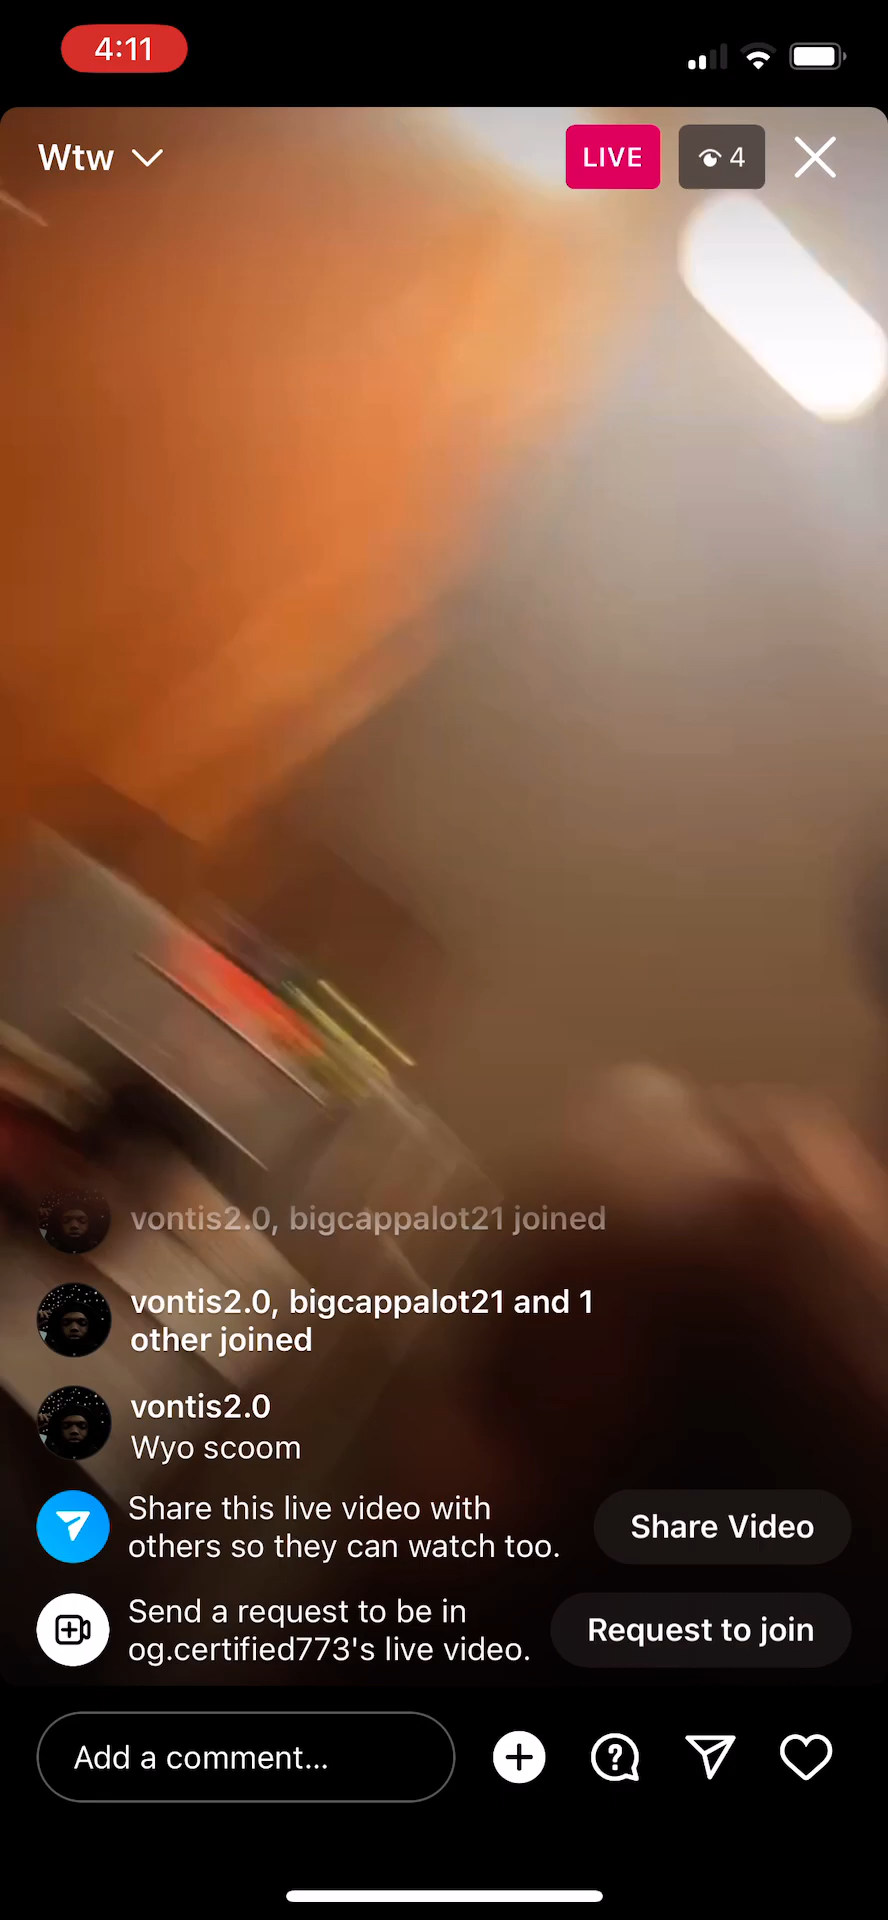 4:11
Wtw
LIVE
4
vontis2.0, bigcappalot21 joined
vontis2.0, bigcappalot21 and 1
other joined
vontis2.0
Wyo scoom
Share this live video with
others so they can watch too.
Share Video
Send a request to be in
og.certified773's live video.
Request to join
Add a comment...